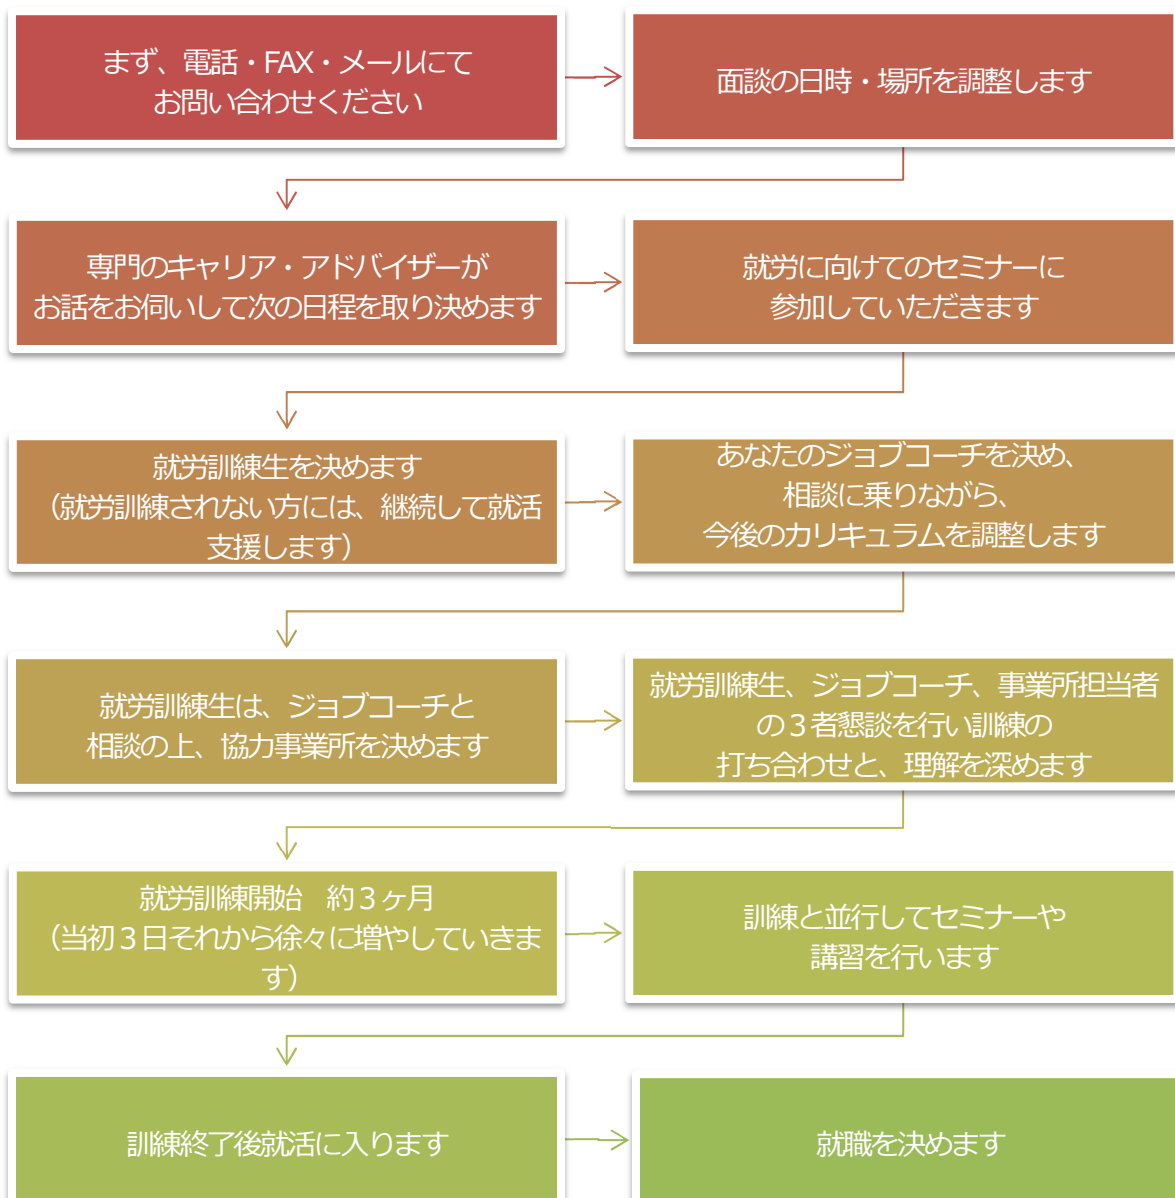 まず、電話・FAX・メールにて
お問い合わせください
面談の日時・場所を調整します
専門のキャリア・アドバイザーが
お話をお伺いして次の日程を取り決めます
就労に向けてのセミナーに
参加していただきます
就労訓練生を決めます
（就労訓練されない方には、継続して就活
支援します）
あなたのジョブコーチを決め、
相談に乗りながら、
今後のカリキュラムを調整します
就労訓練生は、ジョブコーチと
相談の上、協力事業所を決めます
就労訓練生、ジョブコーチ、事業所担当者
の３者懇談を行い訓練の
打ち合わせと、理解を深めます
就労訓練開始　約３ヶ月
（当初３日それから徐々に増やしていきま
す）
訓練と並行してセミナーや
講習を行います
訓練終了後就活に入ります
就職を決めます